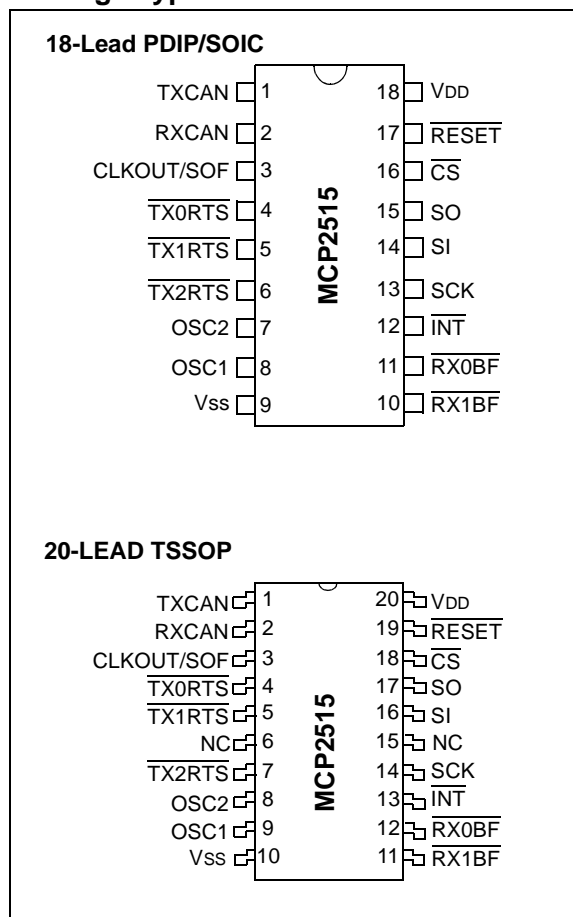 18-Lead PDIP/SOIC
TXCAN 1 18 VDD
RXCAN 2 17 RESET
CLKOUT/SOF 3 16 CS
TX0RTS 4 15 SO
TX1RTS 5 14 SI
TX2RTS 6 13 SCK
OSC2 7 12 INT
OSC1 8 11 RX0BF
Vss 9 10 RX1BF
MCP2515
20-LEAD TSSOP
TXCAN 1 20 VDD
RXCAN 2 19 RESET
CLKOUT/SOF 3 18 CS
TX0RTS 4 17 SO
TX1RTS 5 16 SI
NC 6 15 NC
TX2RTS 7 14 SCK
OSC2 8 13 INT
OSC1 9 12 RX0BF
Vss 10 11 RX1BF
MCP2515